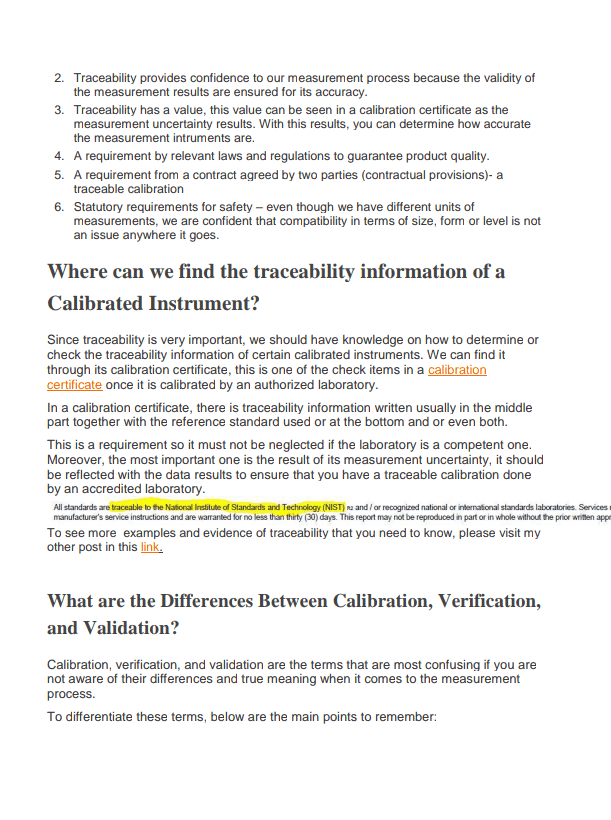 2. Traceability provides confidence to our measurement process because the validity of
the measurement results are ensured for its accuracy.
3. Traceability has a value, this value can be seen in a calibration certificate as the
measurement uncertainty results. With this results, you can determine how accurate
the measurement intruments are.
4. A requirement by relevant laws and regulations to guarantee product quality.
5. A requirement from a contract agreed by two parties (contractual provisions)- a
traceable calibration
6. Statutory requirements for safety – even though we have different units of
measurements, we are confident that compatibility in terms of size, form or level is not
an issue anywhere it goes.
Where can we find the traceability information of a
Calibrated Instrument?
Since traceability is very important, we should have knowledge on how to determine or
check the traceability information of certain calibrated instruments. We can find it
through its calibration certificate, this is one of the check items in a calibration
certificate once it is calibrated by an authorized laboratory.
In a calibration certificate, there is traceability information written usually in the middle
part together with the reference standard used or at the bottom and or even both.
This is a requirement so it must not be neglected if the laboratory is a competent one.
Moreover, the most important one is the result of its measurement uncertainty, it should
be reflected with the data results to ensure that you have a traceable calibration done
by an accredited laboratory.
All standards are traceable to the National Institute of Standards and Technology (NIST) and / or recognized national or international standards laboratories. Services
manufacturer's service instructions and are warranted for no less than thirty (30) days. This report may not be reproduced in part or in whole without the prior written
To see more examples and evidence of traceability that you need to know, please visit my
other post in this link.
What are the Differences Between Calibration, Verification,
and Validation?
Calibration, verification, and validation are the terms that are most confusing if you are
not aware of their differences and true meaning when it comes to the measurement
process.
To differentiate these terms, below are the main points to remember: